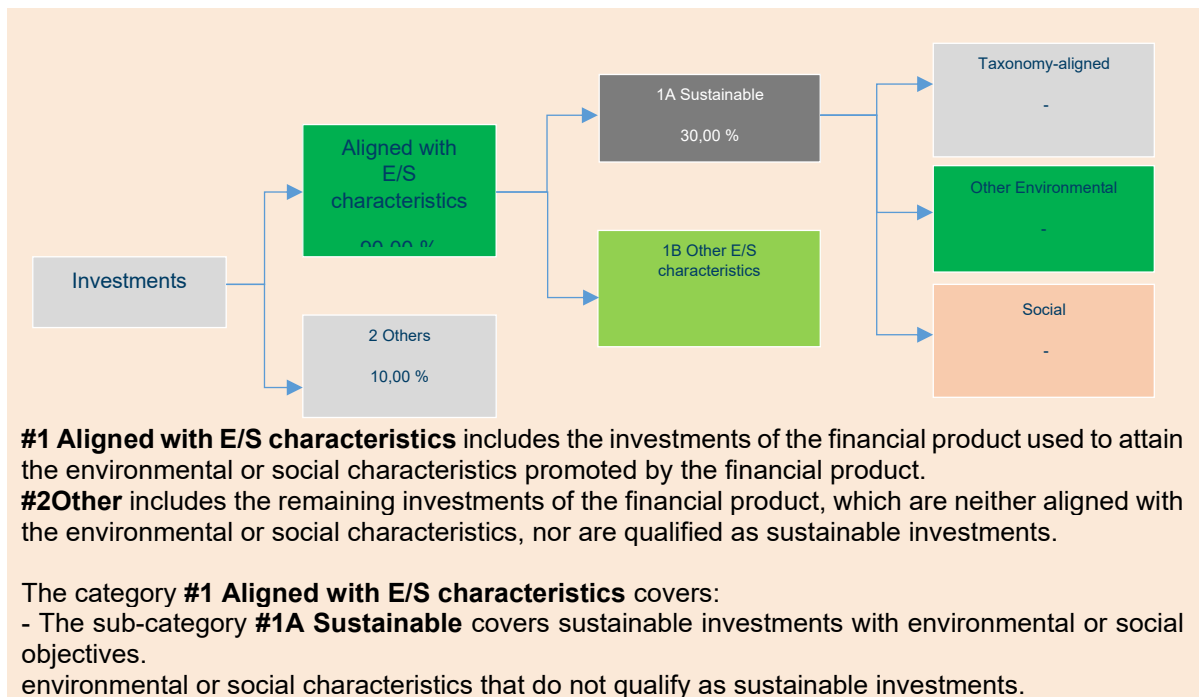 Taxonomy-aligned
-
1A Sustainable
30,00 %
Aligned with
E/S
characteristics
Other Environmental
-
1B Other E/S
characteristics
Investments
2 Others
10,00 %
Social
-
#1 Aligned with E/S characteristics includes the investments of the financial product used to attain
the environmental or social characteristics promoted by the financial product.
#2Other includes the remaining investments of the financial product, which are neither aligned with
the environmental or social characteristics, nor are qualified as sustainable investments.
The category #1 Aligned with E/S characteristics covers:
- The sub-category #1A Sustainable covers sustainable investments with environmental or social
objectives.
environmental or social characteristics that do not qualify as sustainable investments.